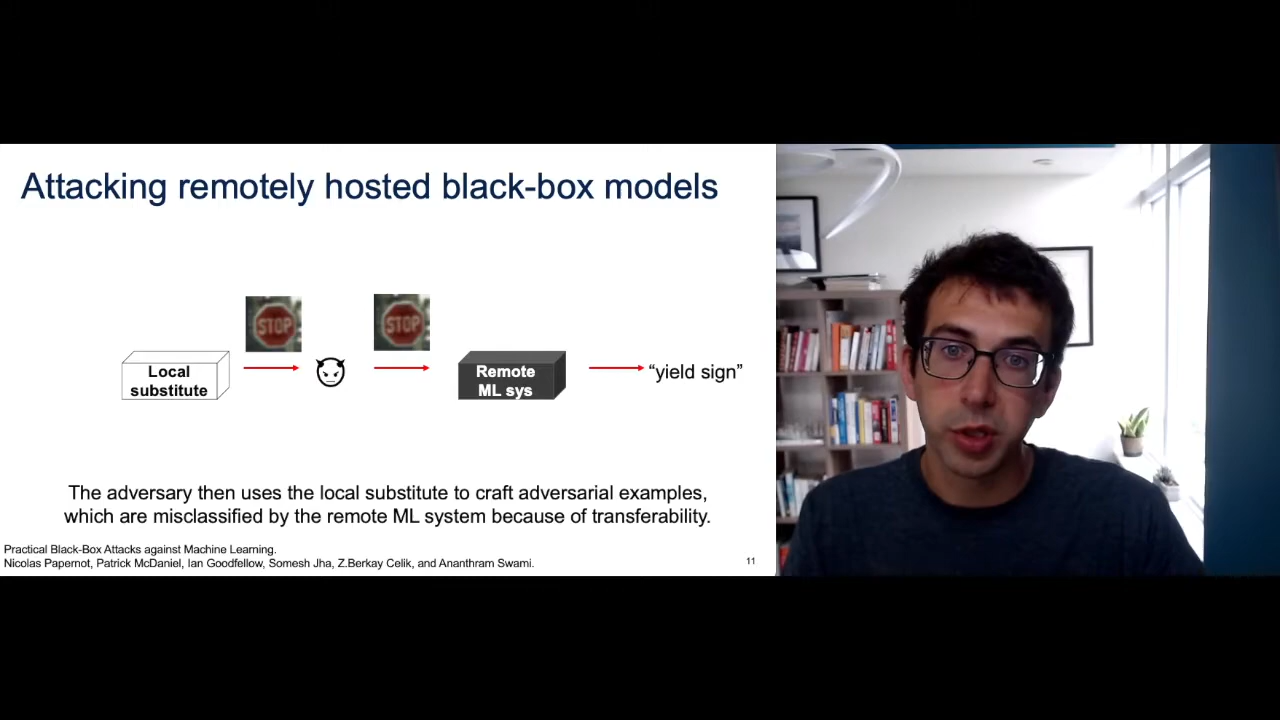 Attacking remotely hosted black-box models
STOP
STOP
Local
substitute
Remote
ML sys
“yield sign”
The adversary then uses the local substitute to craft adversarial examples,
which are misclassified by the remote ML system because of transferability.
Practical Black-Box Attacks against Machine Learning.
Nicolas Papernot, Patrick McDaniel, Ian Goodfellow, Somesh Jha, Z.Berkay Celik, and Ananthram Swami.
11